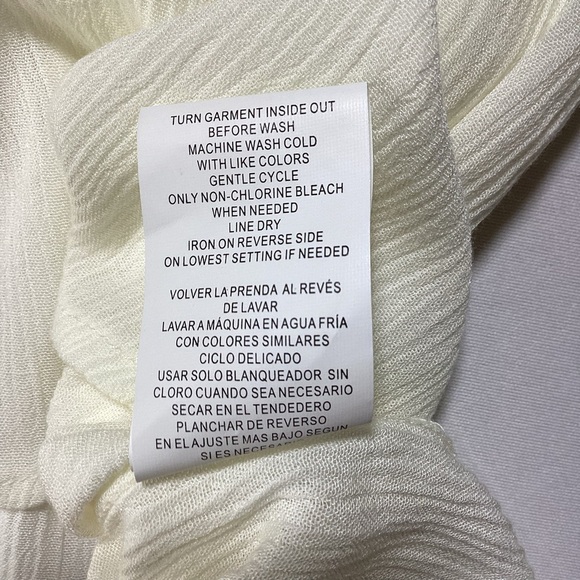 TURN GARMENT INSIDE OUT
BEFORE WASH
MACHINE WASH COLD
WITH LIKE COLORS
GENTLE CYCLE
ONLY NON-CHLORINE BLEACH
WHEN NEEDED
LINE DRY
IRON ON REVERSE SIDE
ON LOWEST SETTING IF NEEDED
VOLVER LA PRENDA AL REVÉS
DE LAVAR
LAVAR A MÁQUINA EN AGUA FRÍA
CON COLORES SIMILARES
CICLO DELICADO
USAR SOLO BLANQUEADOR SIN
CLORO CUANDO SEA NECESARIO
SECAR EN EL TENDEDERO
PLANCHAR DE REVERSO
EN EL AJUSTE MAS BAJO SEGUN
SI ES